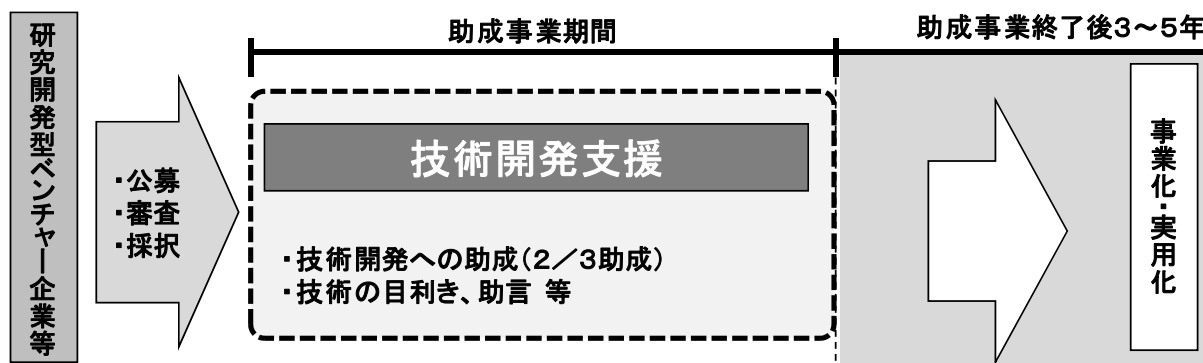 研究開発型ベンチャー企業等
・公募
・審査
・採択
助成事業期間
技術開発支援
・技術開発への助成（2／3助成）
・技術の目利き、助言 等
助成事業終了後3～5年
事業化・実用化